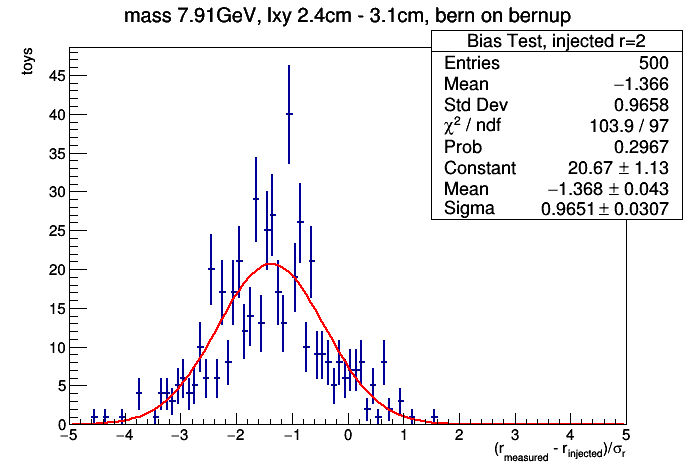 mass 7.91GeV, lxy 2.4cm - 3.1cm, bern on bernup
toys
Bias Test, injected r=2
Entries 500
Mean −1.366
Std Dev 0.9658
χ² / ndf 103.9 / 97
Prob 0.2967
Constant 20.67 ± 1.13
Mean −1.368 ± 0.043
Sigma 0.9651 ± 0.0307
45
40
35
30
25
20
15
10
5
0
−5 −4 −3 −2 −1 0 1 2 3 4 5
(r_measured - r_injected)/σ_r